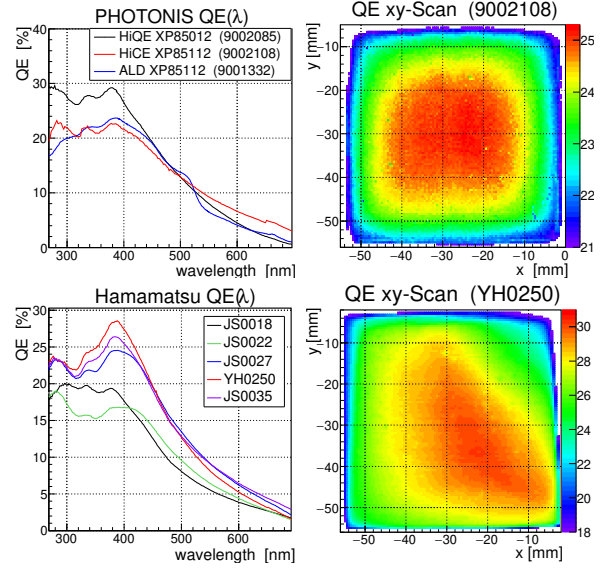 PHOTONIS QE(λ)
QE [%]
HiQE XP85012 (9002085)
HiCE XP85112 (9002108)
ALD XP85112 (9001332)
40
30
20
10
0
300 400 500 600
wavelength [nm]
QE xy-Scan (9002108)
y [mm]
0
−10
−20
−30
−40
−50
−50 −40 −30 −20 −10 0
x [mm]
25
24
23
22
21
Hamamatsu QE(λ)
QE [%]
JS0018
JS0022
JS0027
YH0250
JS0035
30
25
20
15
10
5
0
300 400 500 600
wavelength [nm]
QE xy-Scan (YH0250)
y [mm]
0
−10
−20
−30
−40
−50
−50 −40 −30 −20 −10
x [mm]
30
28
26
24
22
20
18